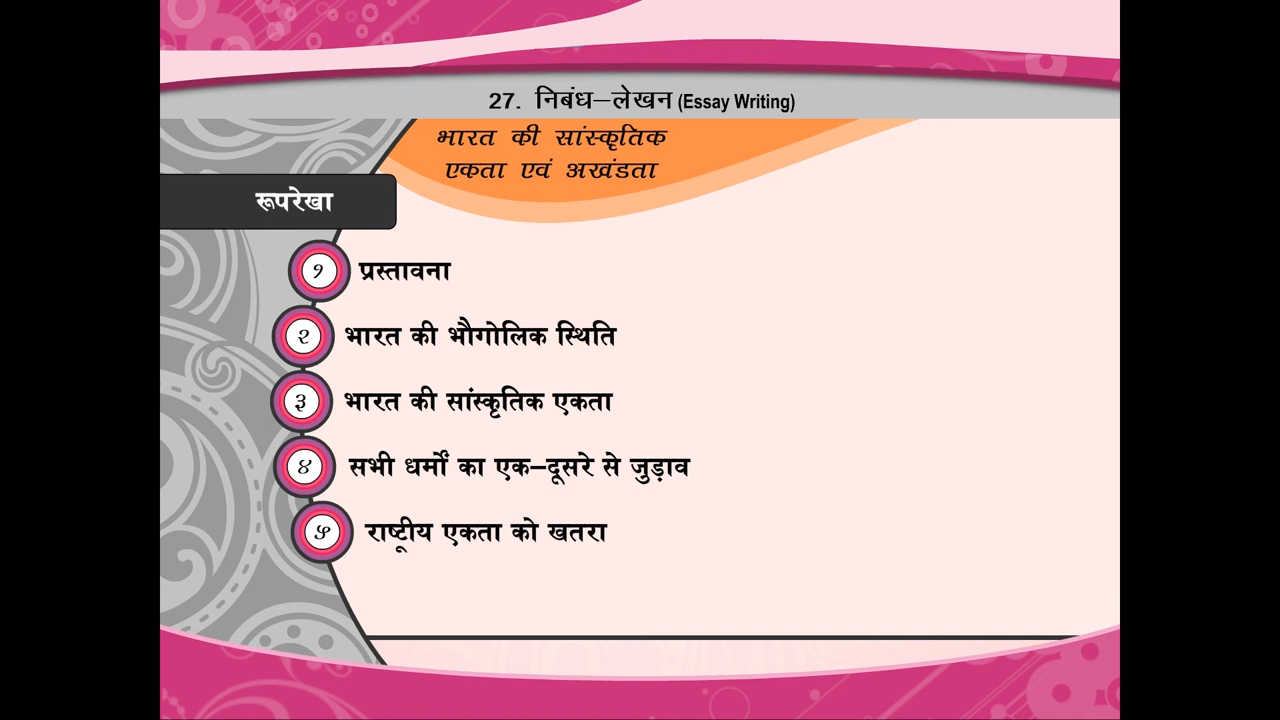 27. निबंध–लेखन (Essay Writing)
भारत की सांस्कृतिक
एकता एवं अखंडता
रूपरेखा
१ प्रस्तावना
२ भारत की भौगोलिक स्थिति
३ भारत की सांस्कृतिक एकता
४ सभी धर्मों का एक–दूसरे से जुड़ाव
५ राष्ट्रीय एकता को खतरा